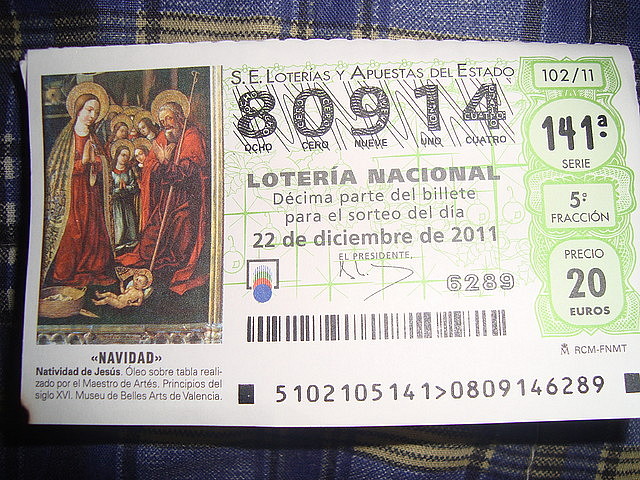 S.E. LOTERÍAS Y APUESTAS DEL ESTADO
80914
OCHO CERO NUEVE UNO CUATRO
LOTERÍA NACIONAL
Décima parte del billete
para el sorteo del día
22 de diciembre de 2011
EL PRESIDENTE,
6289
102/11
141ª
SERIE
5ª
FRACCIÓN
PRECIO
20
EUROS
RCM-FNMT
«NAVIDAD»
Natividad de Jesús. Óleo sobre tabla reali-
zado por el Maestro de Artés. Principios del
siglo XVI. Museo de Belles Arts de Valencia.
5102105141>0809146289